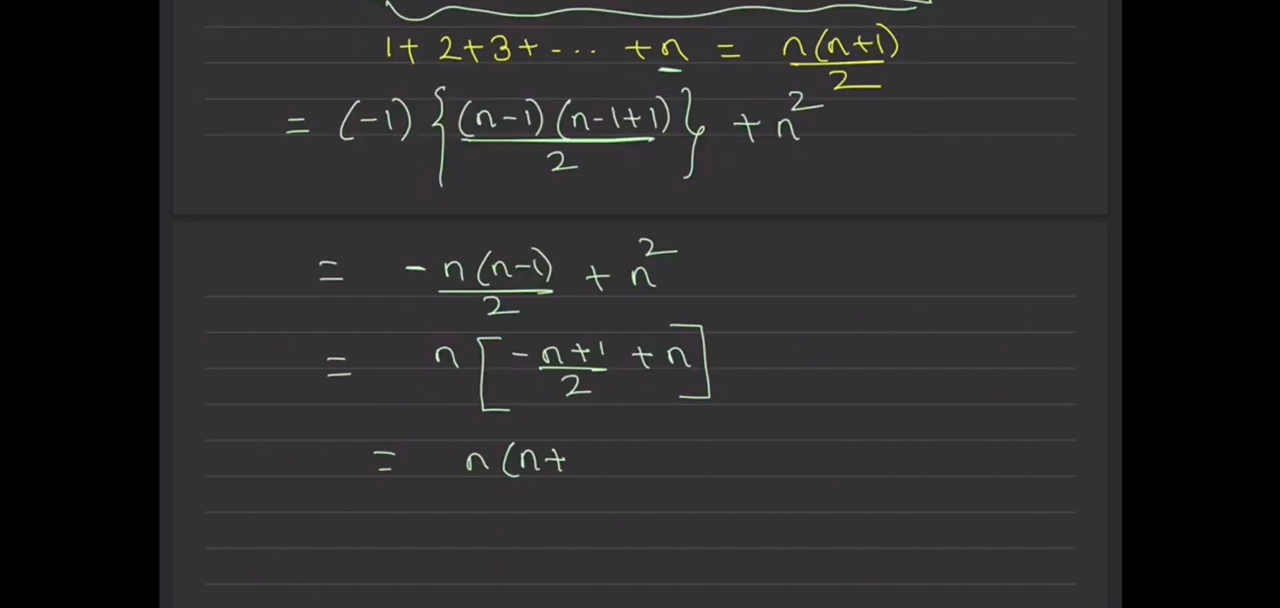 1 + 2 + 3 + - ... + n = n(n+1)/2
= (-1) { (n-1)(n-1+1)/2 } + n²
= - n(n-1)/2 + n²
= n [ -n+1/2 + n ]
= n(n+